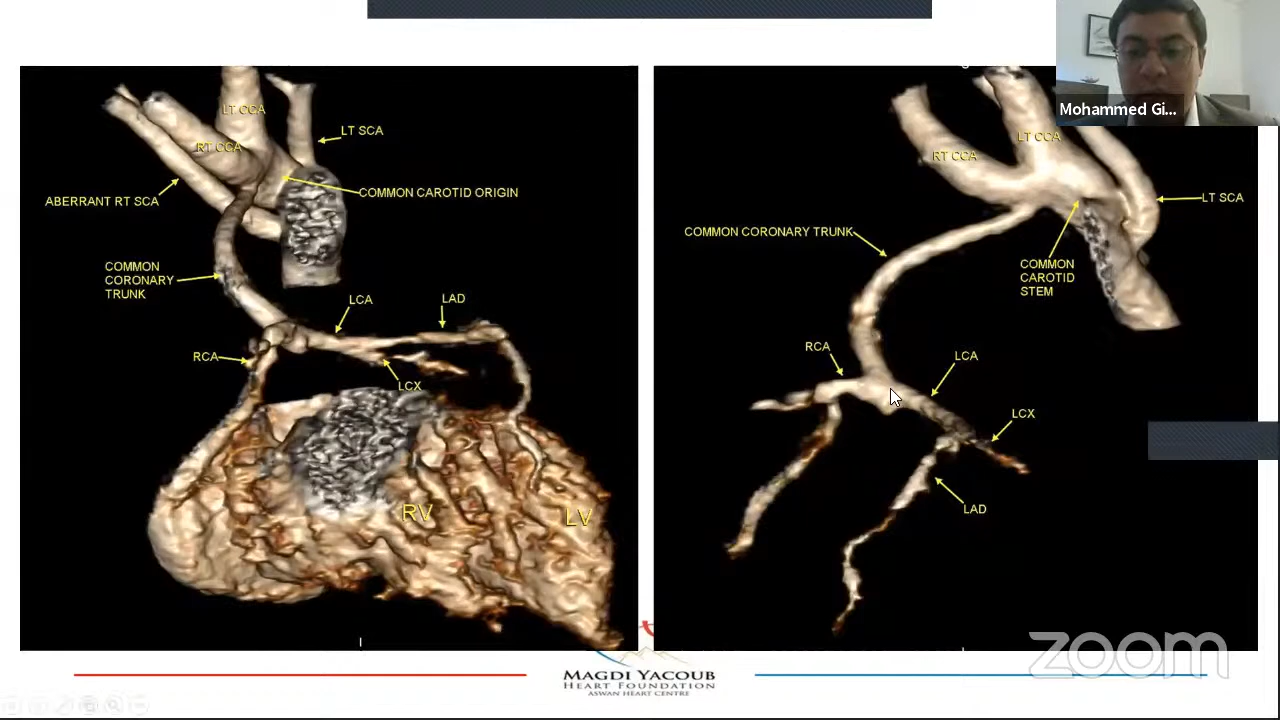 Mohammed Gi...
LT CCA
RT CCA
LT SCA
COMMON CAROTID ORIGIN
ABERRANT RT SCA
COMMON
CORONARY
TRUNK
LCA
LAD
RCA
LCX
RV
LV
LT CCA
RT CCA
LT SCA
COMMON CORONARY TRUNK
COMMON
CAROTID
STEM
RCA
LCA
LCX
LAD
zoom
MAGDI YACOUB
HEART FOUNDATION
ASWAN HEART CENTRE